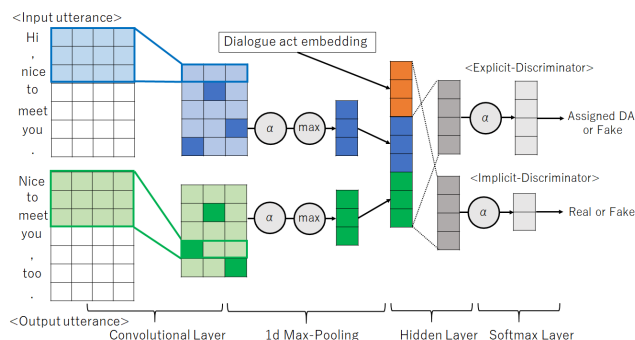 <Input utterance>
Hi
,
nice
to
meet
you
.
Dialogue act embedding
<Explicit-Discriminator>
α
max
α
Assigned DA
or Fake
Nice
to
meet
you
,
too
.
<Implicit-Discriminator>
α
max
α
Real or Fake
<Output utterance>
Convolutional Layer
1d Max-Pooling
Hidden Layer
Softmax Layer